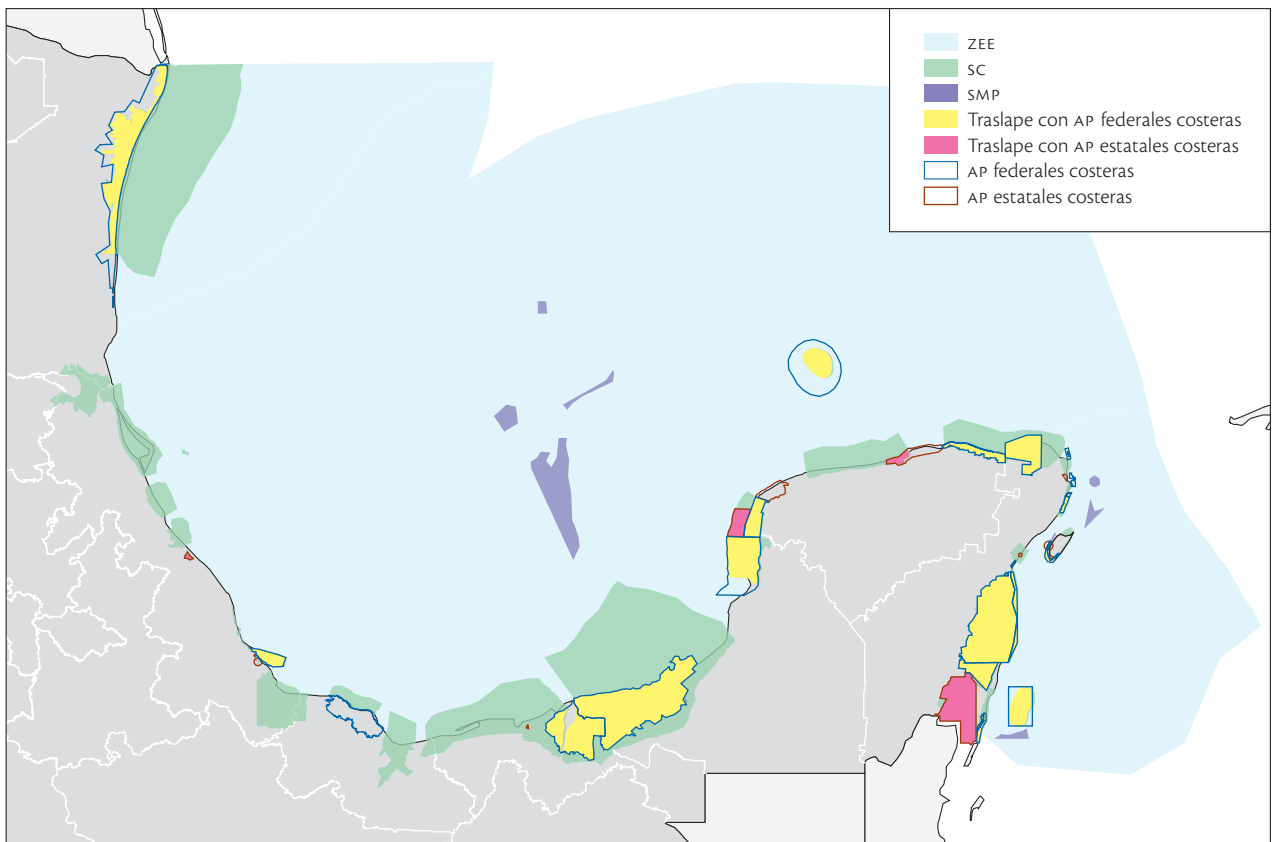 ZEE
SC
SMP
Traslape con AP federales costeras
Traslape con AP estatales costeras
AP federales costeras
AP estatales costeras